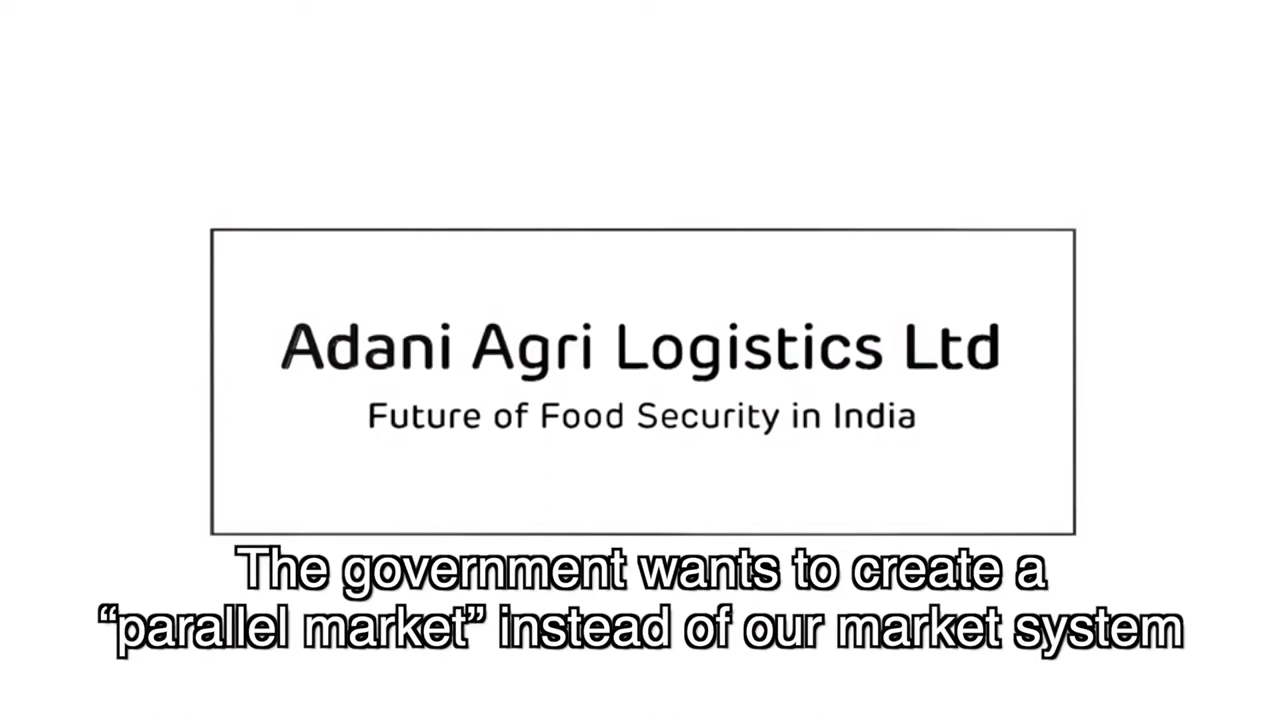 Adani Agri Logistics Ltd
Future of Food Security in India
The government wants to create a
“parallel market” instead of our market system